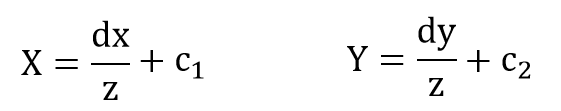 X = dx/z + c₁    Y = dy/z + c₂